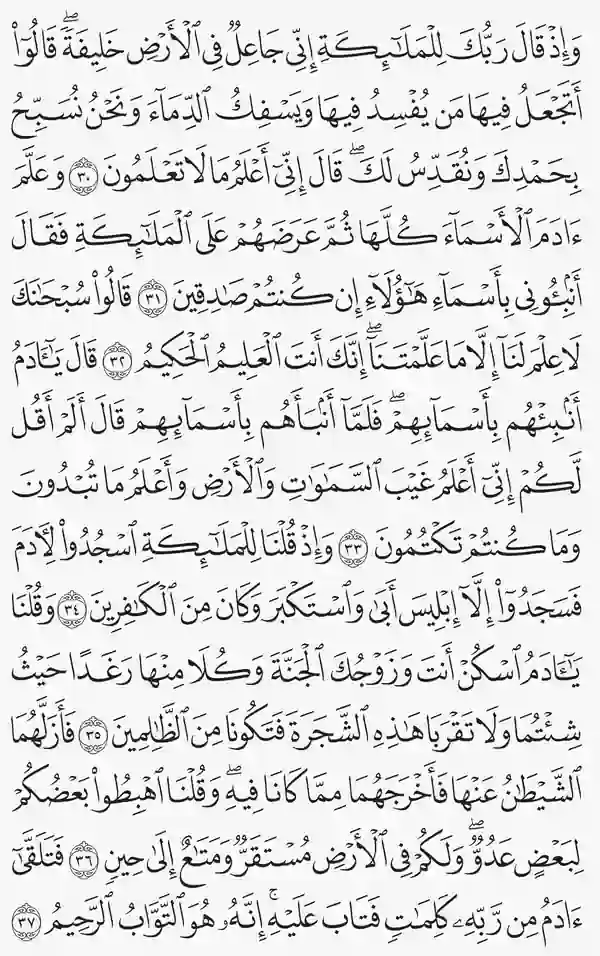 وَإِذْ قَالَ رَبُّكَ لِلْمَلَـٰٓئِكَةِ إِنِّى جَاعِلٌ فِى ٱلْأَرْضِ خَلِيفَةً ۖ قَالُوٓا۟
أَتَجْعَلُ فِيهَا مَن يُفْسِدُ فِيهَا وَيَسْفِكُ ٱلدِّمَآءَ وَنَحْنُ نُسَبِّحُ
بِحَمْدِكَ وَنُقَدِّسُ لَكَ ۖ قَالَ إِنِّىٓ أَعْلَمُ مَا لَا تَعْلَمُونَ ٣٠ وَعَلَّمَ
ءَادَمَ ٱلْأَسْمَآءَ كُلَّهَا ثُمَّ عَرَضَهُمْ عَلَى ٱلْمَلَـٰٓئِكَةِ فَقَالَ
أَنۢبِـُٔونِى بِأَسْمَآءِ هَـٰٓؤُلَآءِ إِن كُنتُمْ صَـٰدِقِينَ ٣١ قَالُوا۟ سُبْحَـٰنَكَ
لَا عِلْمَ لَنَآ إِلَّا مَا عَلَّمْتَنَآ ۖ إِنَّكَ أَنتَ ٱلْعَلِيمُ ٱلْحَكِيمُ ٣٢ قَالَ يَـٰٓـَٔادَمُ
أَنۢبِئْهُم بِأَسْمَآئِهِمْ ۖ فَلَمَّآ أَنۢبَأَهُم بِأَسْمَآئِهِمْ قَالَ أَلَمْ أَقُل
لَّكُمْ إِنِّىٓ أَعْلَمُ غَيْبَ ٱلسَّمَـٰوَٰتِ وَٱلْأَرْضِ وَأَعْلَمُ مَا تُبْدُونَ
وَمَا كُنتُمْ تَكْتُمُونَ ٣٣ وَإِذْ قُلْنَا لِلْمَلَـٰٓئِكَةِ ٱسْجُدُوا۟ لِـَٔادَمَ
فَسَجَدُوٓا۟ إِلَّآ إِبْلِيسَ أَبَىٰ وَٱسْتَكْبَرَ وَكَانَ مِنَ ٱلْكَـٰفِرِينَ ٣٤ وَقُلْنَا
يَـٰٓـَٔادَمُ ٱسْكُنْ أَنتَ وَزَوْجُكَ ٱلْجَنَّةَ وَكُلَا مِنْهَا رَغَدًا حَيْثُ
شِئْتُمَا وَلَا تَقْرَبَا هَـٰذِهِ ٱلشَّجَرَةَ فَتَكُونَا مِنَ ٱلظَّـٰلِمِينَ ٣٥ فَأَزَلَّهُمَا
ٱلشَّيْطَـٰنُ عَنْهَا فَأَخْرَجَهُمَا مِمَّا كَانَا فِيهِ ۖ وَقُلْنَا ٱهْبِطُوا۟ بَعْضُكُمْ
لِبَعْضٍ عَدُوٌّ ۖ وَلَكُمْ فِى ٱلْأَرْضِ مُسْتَقَرٌّ وَمَتَـٰعٌ إِلَىٰ حِينٍ ٣٦ فَتَلَقَّىٰٓ
ءَادَمُ مِن رَّبِّهِۦ كَلِمَـٰتٍ فَتَابَ عَلَيْهِ ۚ إِنَّهُۥ هُوَ ٱلتَّوَّابُ ٱلرَّحِيمُ ٣٧